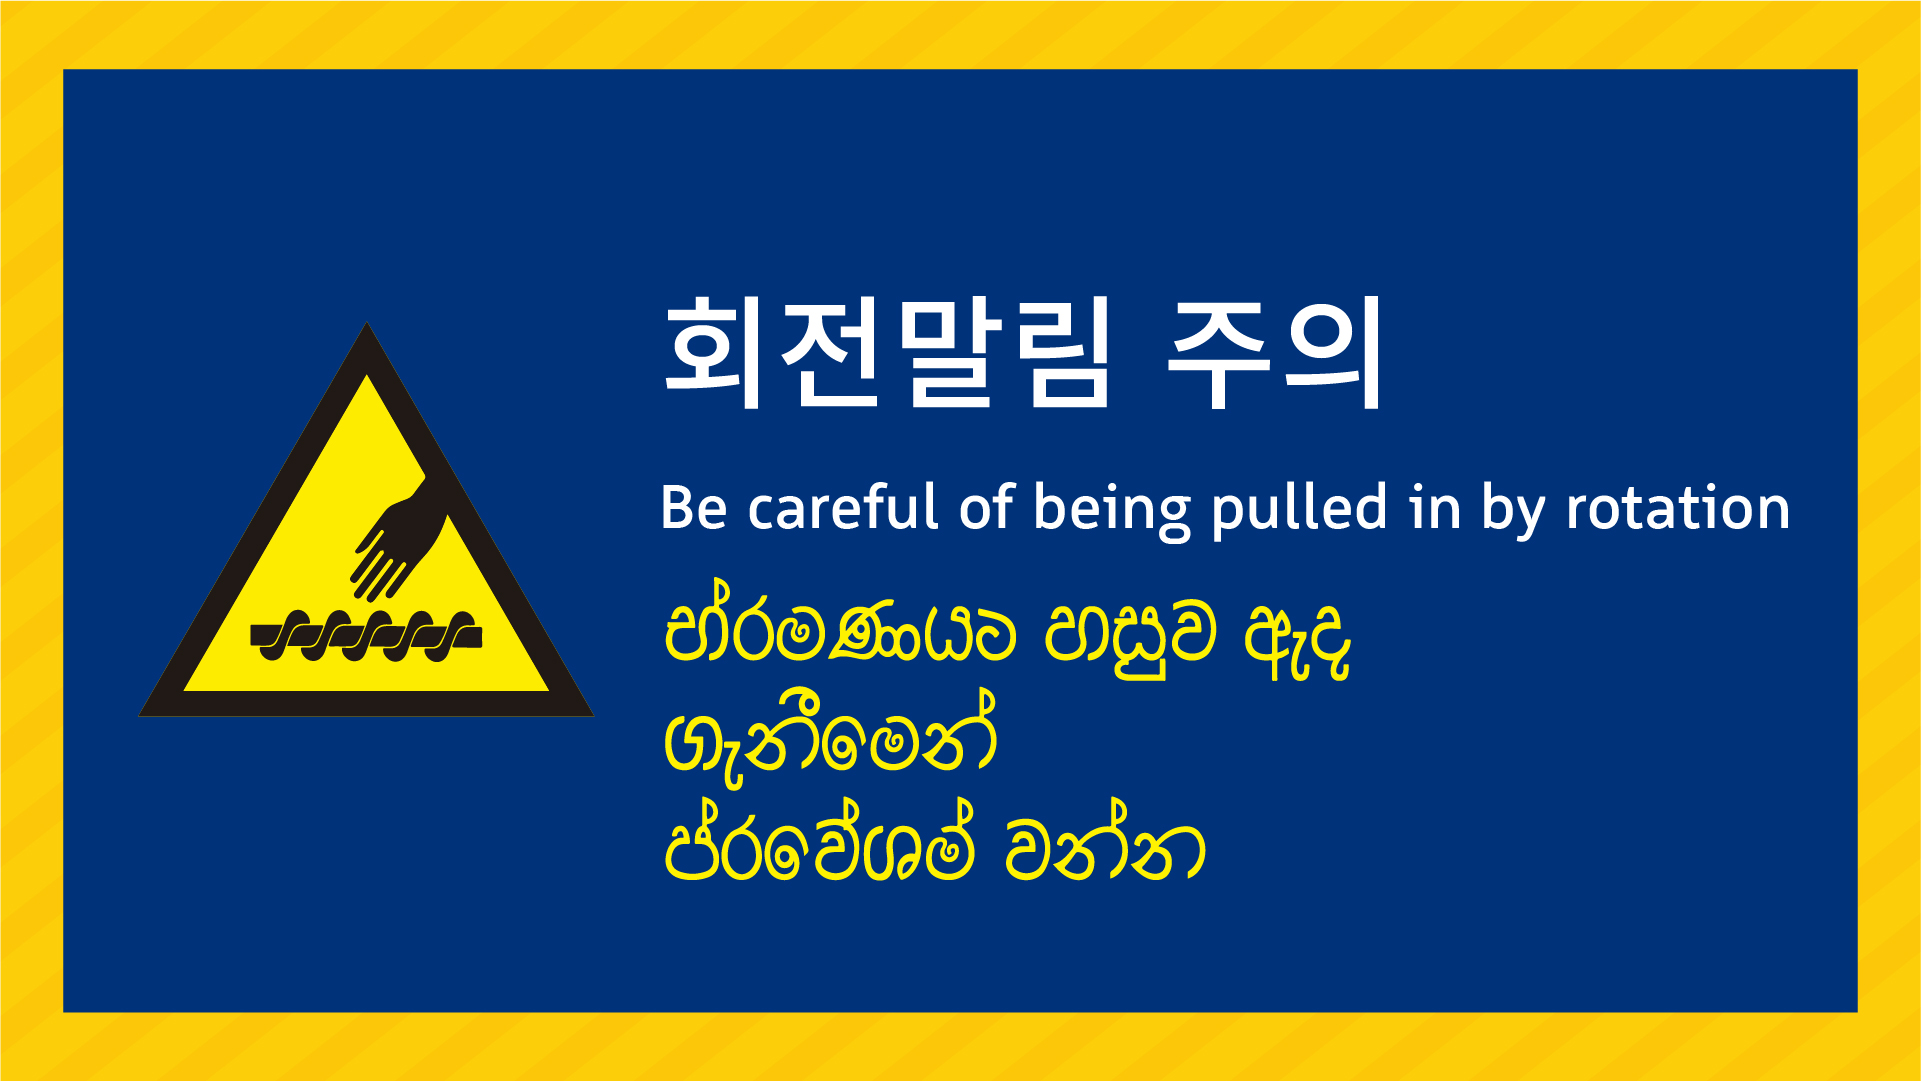 회전말림 주의
Be careful of being pulled in by rotation
භ්‌රමණයට හසුව ඇද
ගැනීමෙන්
ප්‌රවේශම් වන්න